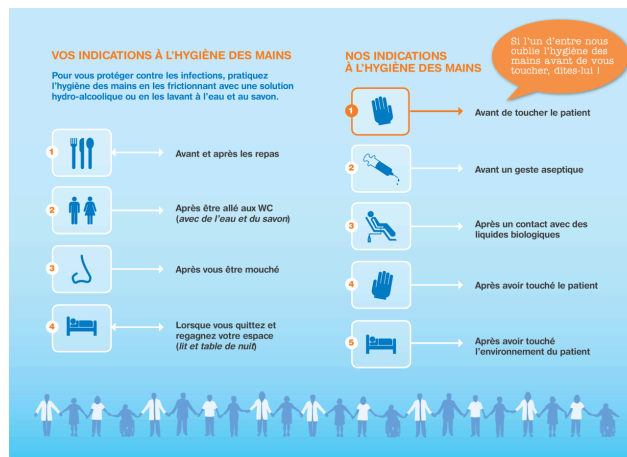 VOS INDICATIONS À L'HYGIÈNE DES MAINS
Pour vous protéger contre les infections, pratiquez
l'hygiène des mains en les frictionnant avec une solution
hydro-alcoolique ou en les lavant à l'eau et au savon.
1
Avant et après les repas
2
Après être allé aux WC
(avec de l'eau et du savon)
3
Après vous être mouché
4
Lorsque vous quittez et
regagnez votre espace
(lit et table de nuit)
NOS INDICATIONS
À L'HYGIÈNE DES MAINS
Si l'un d'entre nous
oublie l'hygiène des
mains avant de vous
toucher, dites-lui !
1
Avant de toucher le patient
2
Avant un geste aseptique
3
Après un contact avec des
liquides biologiques
4
Après avoir touché le patient
5
Après avoir touché
l'environnement du patient